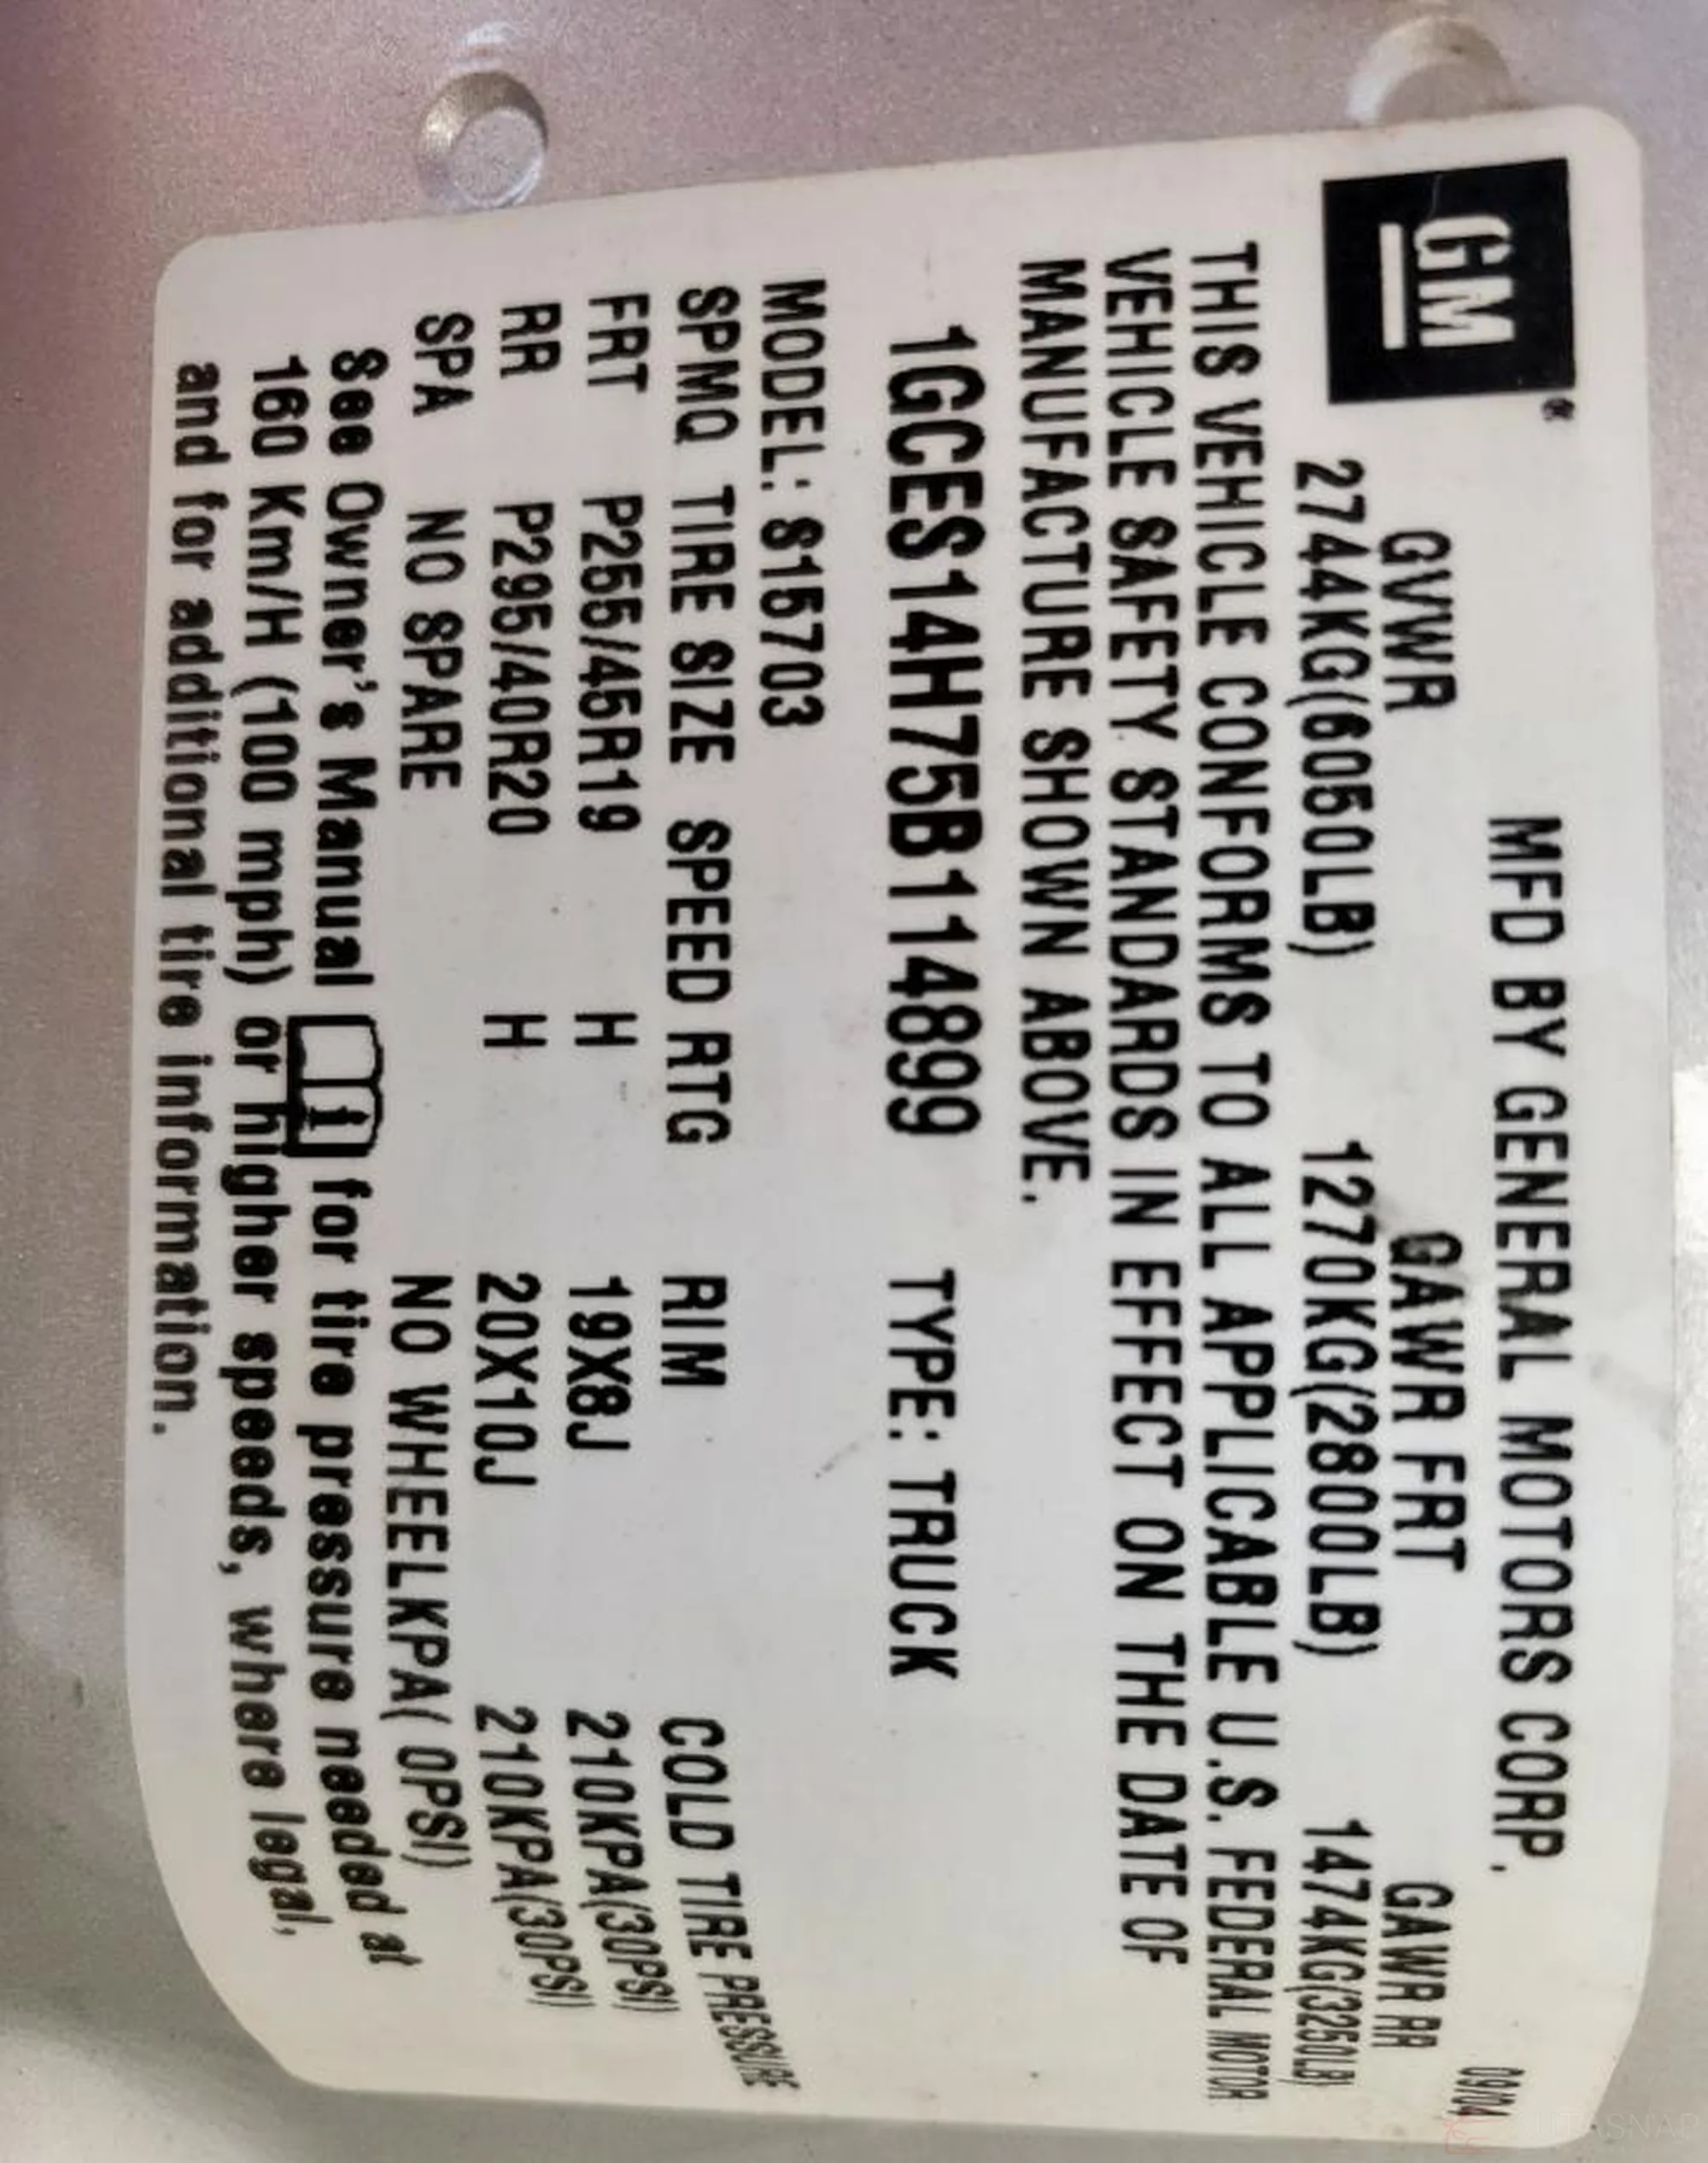 GM®
MFD BY GENERAL MOTORS CORP. 09/04
GVWR GAWR FRT GAWR RR
2744KG(6050LB) 1270KG(2800LB) 1474KG(3250LB)
THIS VEHICLE CONFORMS TO ALL APPLICABLE U.S. FEDERAL MOTOR
VEHICLE SAFETY STANDARDS IN EFFECT ON THE DATE OF
MANUFACTURE SHOWN ABOVE.
1GCES14H75B114899 TYPE: TRUCK
MODEL: S15703
SPMQ TIRE SIZE SPEED RTG RIM COLD TIRE PRESSURE
FRT P255/45R19 H 19X8J 210KPA(30PSI)
RR P295/40R20 H 20X10J 210KPA(30PSI)
SPA NO SPARE NO WHEELKPA( 0PSI)
See Owner's Manual i for tire pressure needed at
160 Km/H (100 mph) or higher speeds, where legal,
and for additional tire information.